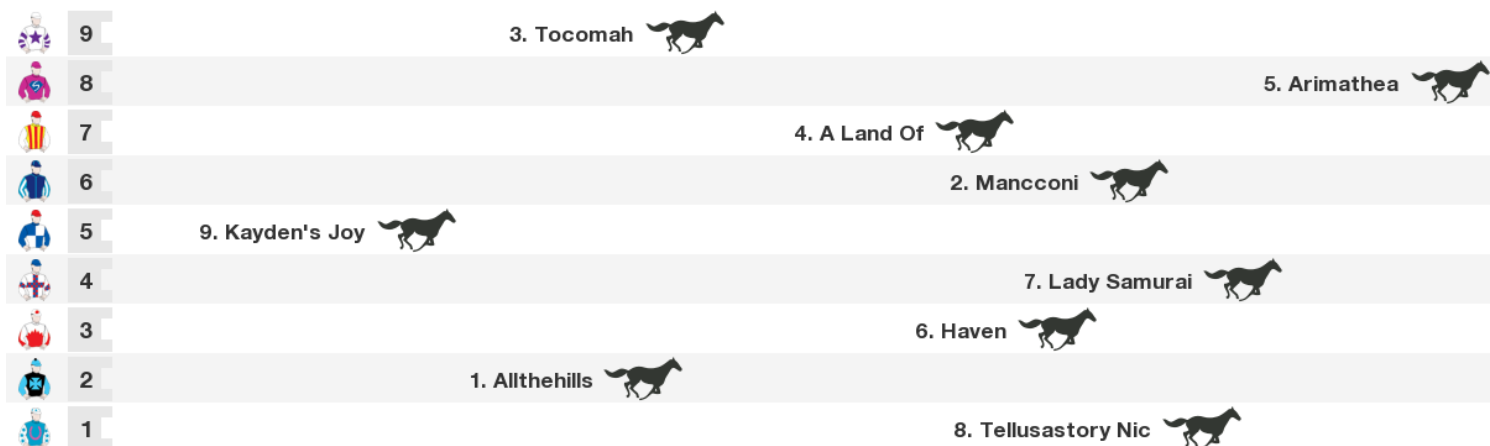 9 3. Tocomah
8 5. Arimathea
7 4. A Land Of
6 2. Mancconi
5 9. Kayden's Joy
4 7. Lady Samurai
3 6. Haven
2 1. Allthehills
1 8. Tellusastory Nic